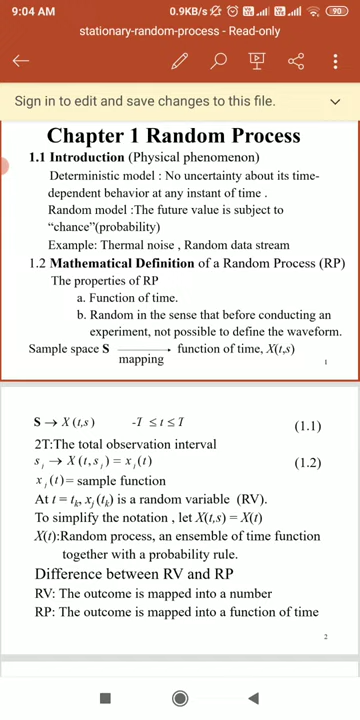 9:04 AM 0.9KB/s 90
stationary-random-process - Read-only
Sign in to edit and save changes to this file.
Chapter 1 Random Process
1.1 Introduction (Physical phenomenon)
Deterministic model : No uncertainty about its time-
dependent behavior at any instant of time .
Random model :The future value is subject to
“chance”(probability)
Example: Thermal noise , Random data stream
1.2 Mathematical Definition of a Random Process (RP)
The properties of RP
a. Function of time.
b. Random in the sense that before conducting an
experiment, not possible to define the waveform.
Sample space S function of time, X(t,s)
mapping
1
S → X (t,s) -T ≤ t ≤ T (1.1)
2T:The total observation interval
s_j → X (t, s_j ) = x_j (t) (1.2)
x_j (t) = sample function
At t = t_k, x_j (t_k) is a random variable (RV).
To simplify the notation , let X(t,s) = X(t)
X(t):Random process, an ensemble of time function
together with a probability rule.
Difference between RV and RP
RV: The outcome is mapped into a number
RP: The outcome is mapped into a function of time
2